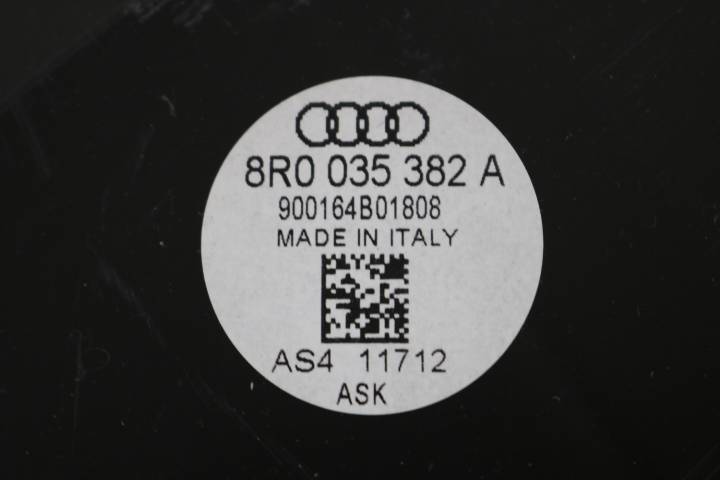 8R0 035 382 A
900164B01808
MADE IN ITALY
AS4 11712
ASK